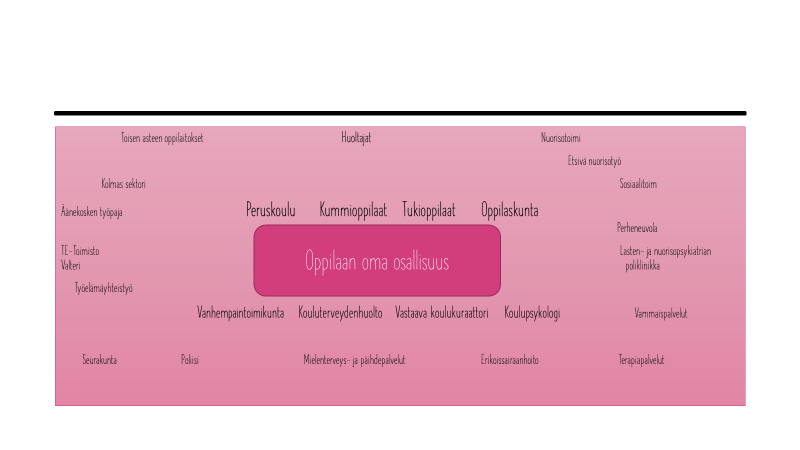 Toisen asteen oppilaitokset
Huoltajat
Nuorisotoimi
Etsivä nuorisotyö
Kolmas sektori
Sosiaalitoim
Äänekosken työpaja
Peruskoulu
Kummioppilaat
Tukioppilaat
Oppilaskunta
Perheneuvola
TE-Toimisto
Valteri
Oppilaan oma osallisuus
Lasten- ja nuorisopsykiatrian
poliklinikka
Työelämäyhteistyö
Vanhempaintoimikunta
Kouluterveydenhuolto
Vastaava koulukuraattori
Koulupsykologi
Vammaispalvelut
Seurakunta
Poliisi
Mielenterveys- ja päihdepalvelut
Erikoissairaanhoito
Terapiapalvelut